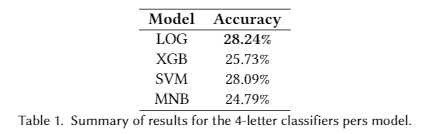 Model Accuracy
LOG 28.24%
XGB 25.73%
SVM 28.09%
MNB 24.79%
Table 1. Summary of results for the 4-letter classifiers pers model.